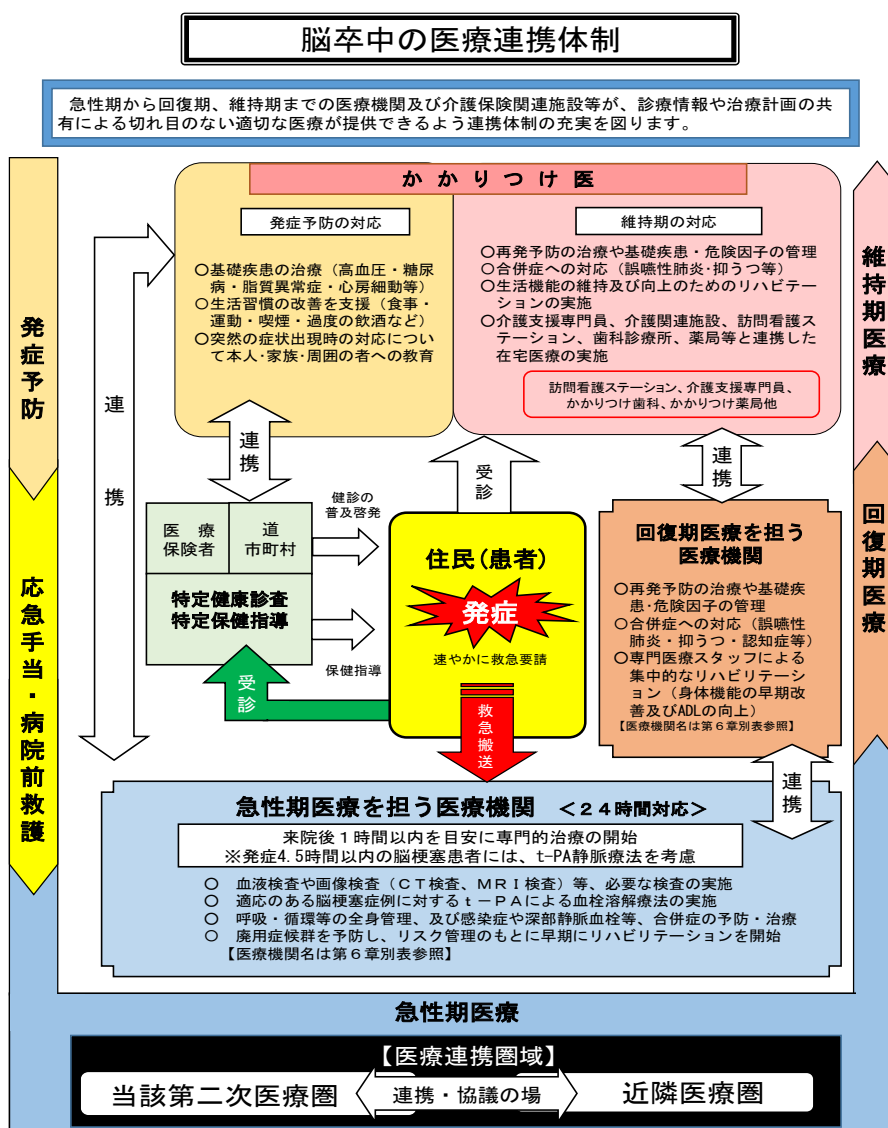 脳卒中の医療連携体制
急性期から回復期、維持期までの医療機関及び介護保険関連施設等が、診療情報や治療計画の共
有による切れ目のない適切な医療が提供できるよう連携体制の充実を図ります。
かかりつけ医
発症予防の対応
〇基礎疾患の治療（高血圧・糖尿
病・脂質異常症・心房細動等）
〇生活習慣の改善を支援（食事・
運動・喫煙・過度の飲酒など）
〇突然の症状出現時の対応につい
て本人・家族・周囲の者への教育
維持期の対応
〇再発予防の治療や基礎疾患・危険因子の管理
〇合併症への対応（誤嚥性肺炎・抑うつ等）
〇生活機能の維持及び向上のためのリハビテー
ションの実施
〇介護支援専門員、介護関連施設、訪問看護ス
テーション、歯科診療所、薬局等と連携した
在宅医療の実施
訪問看護ステーション、介護支援専門員、
かかりつけ歯科、かかりつけ薬局他
発症予防
応急手当・病院前救護
維持期医療
回復期医療
連携
連携
受診
連携
医療
保険者
道
市町村
特定健康診査
特定保健指導
健診の
普及啓発
保健指導
受診
住民（患者）
発症
速やかに救急要請
救急搬送
回復期医療を担う
医療機関
〇再発予防の治療や基礎疾
患・危険因子の管理
〇合併症への対応（誤嚥性
肺炎・抑うつ・認知症等）
〇専門医療スタッフによる
集中的なリハビリテーシ
ョン（身体機能の早期改
善及びADLの向上）
【医療機関名は第６章別表参照】
連携
急性期医療を担う医療機関 ＜２４時間対応＞
来院後１時間以内を目安に専門的治療の開始
※発症4.5時間以内の脳梗塞患者には、t-PA静脈療法を考慮
〇 血液検査や画像検査（ＣＴ検査、ＭＲＩ検査）等、必要な検査の実施
〇 適応のある脳梗塞症例に対するｔ－ＰＡによる血栓溶解療法の実施
〇 呼吸・循環等の全身管理、及び感染症や深部静脈血栓等、合併症の予防・治療
〇 廃用症候群を予防し、リスク管理のもとに早期にリハビリテーションを開始
【医療機関名は第６章別表参照】
急性期医療
【医療連携圏域】
当該第二次医療圏
連携・協議の場
近隣医療圏